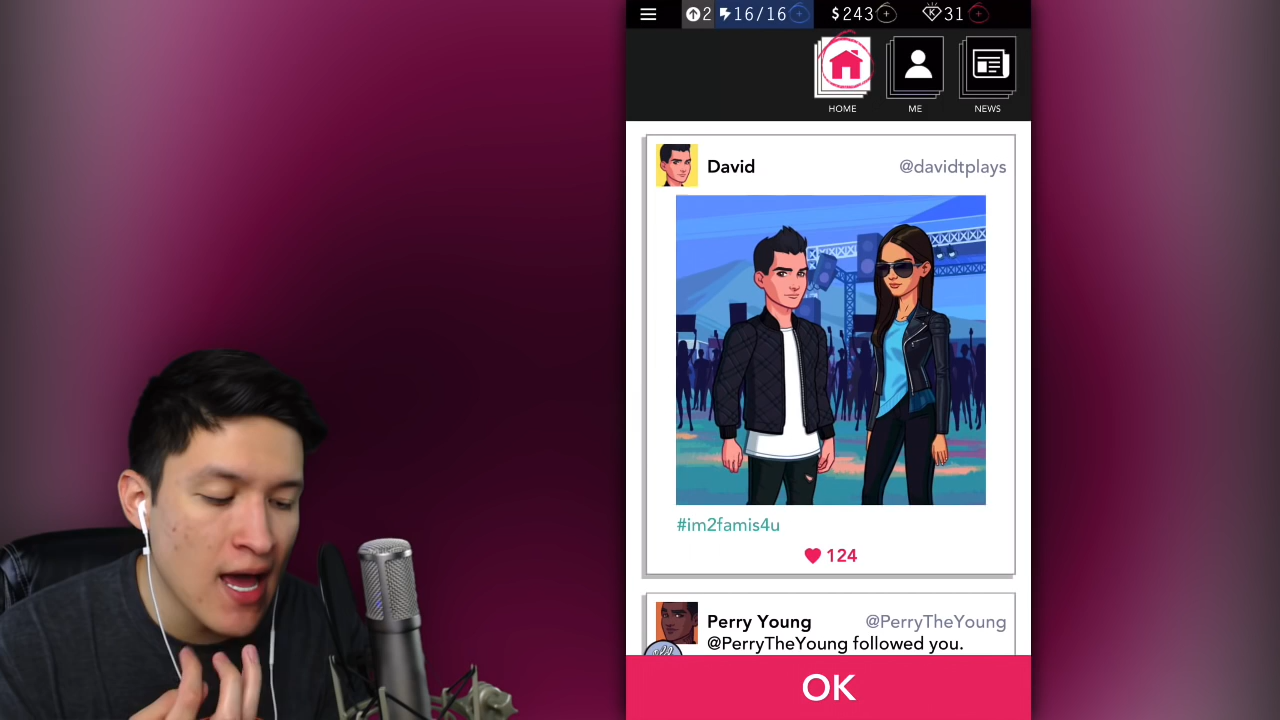 2 16/16 $243 K 31
HOME ME NEWS
David @davidtplays
#im2famis4u
124
Perry Young @PerryTheYoung
@PerryTheYoung followed you.
OK